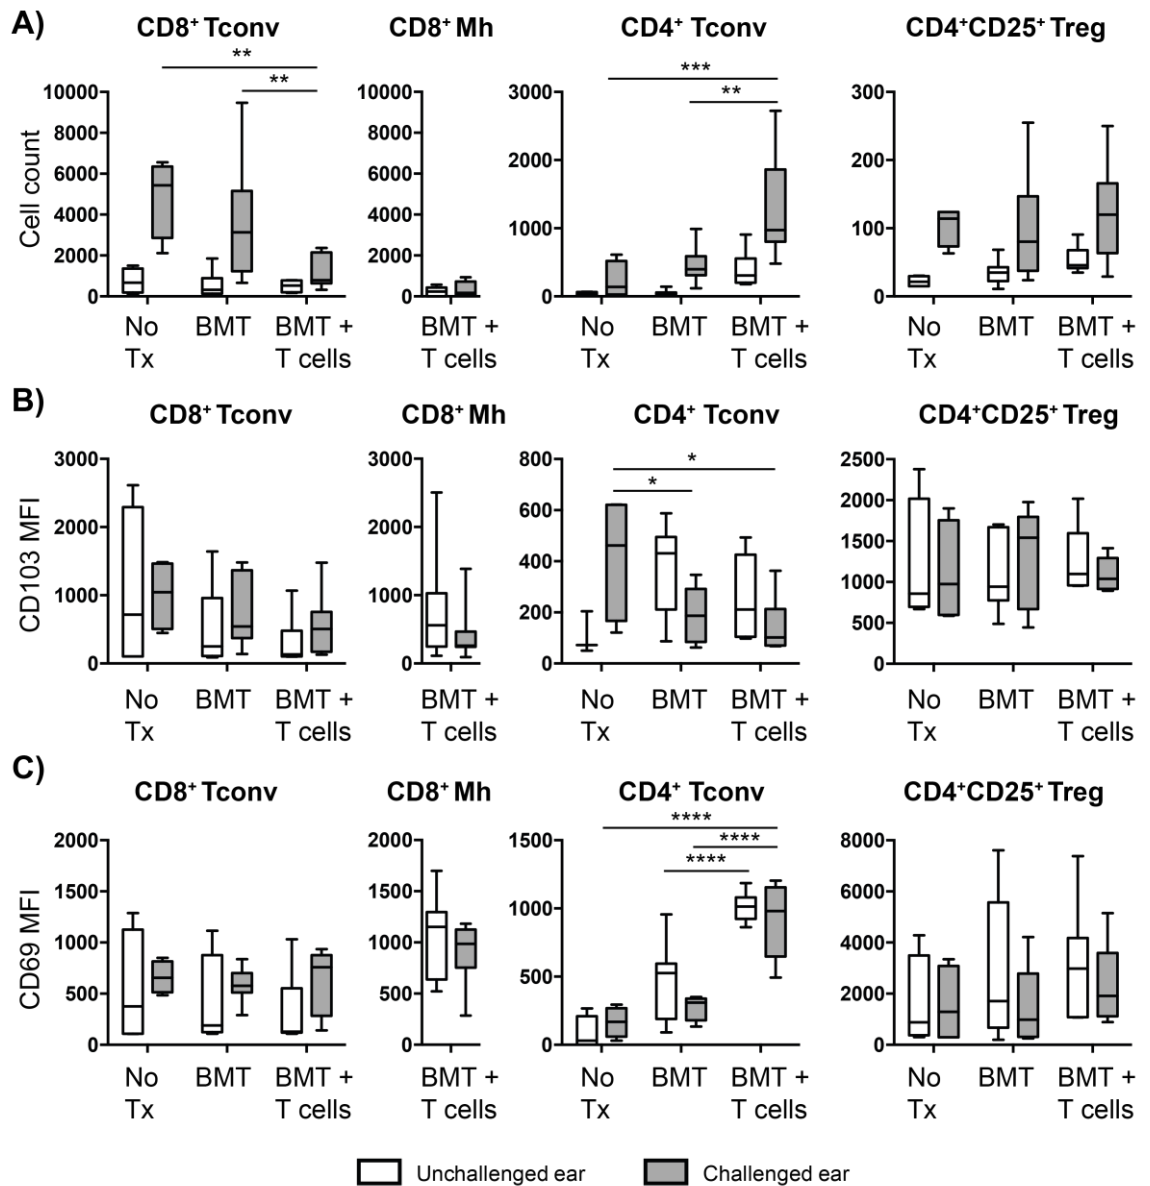 A)
CD8⁺ Tconv
CD8⁺ Mh
CD4⁺ Tconv
CD4⁺CD25⁺ Treg
** ** *** **
Cell count
10000 10000 3000 300
8000 8000
6000 6000 2000 200
4000 4000
2000 2000 1000 100
0 0 0 0
No BMT BMT + BMT + No BMT BMT + No BMT BMT +
Tx T cells T cells Tx T cells Tx T cells
B)
CD8⁺ Tconv
CD8⁺ Mh
CD4⁺ Tconv
CD4⁺CD25⁺ Treg
* *
CD103 MFI
3000 3000 800 2500
2000 2000 600 2000
1500
1000 1000 400 1000
200 500
0 0 0 0
No BMT BMT + BMT + No BMT BMT + No BMT BMT +
Tx T cells T cells Tx T cells Tx T cells
C)
CD8⁺ Tconv
CD8⁺ Mh
CD4⁺ Tconv
CD4⁺CD25⁺ Treg
**** **** ****
CD69 MFI
2000 2000 1500 8000
1500 1500 1000 6000
1000 1000 4000
500 500 500 2000
0 0 0 0
No BMT BMT + BMT + No BMT BMT + No BMT BMT +
Tx T cells T cells Tx T cells Tx T cells
Unchallenged ear
Challenged ear